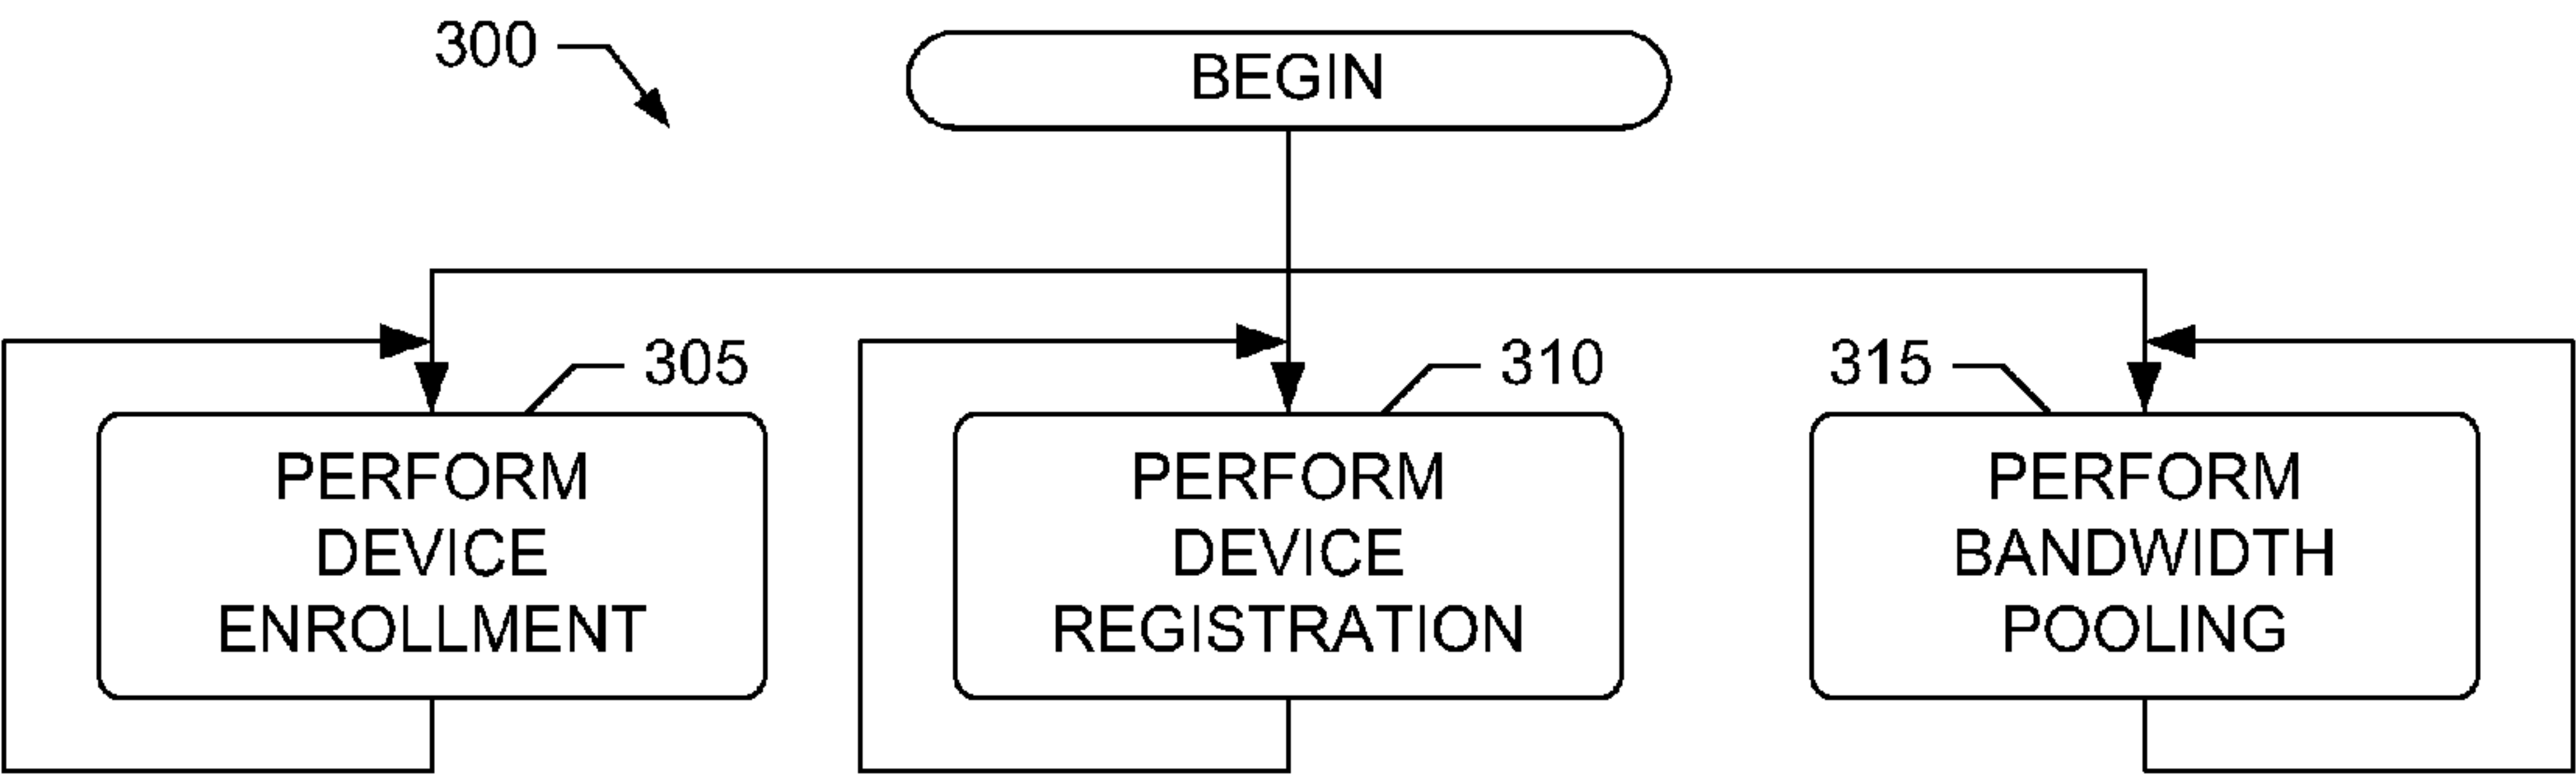 300
BEGIN
305
310
315
PERFORM
DEVICE
ENROLLMENT
PERFORM
DEVICE
REGISTRATION
PERFORM
BANDWIDTH
POOLING